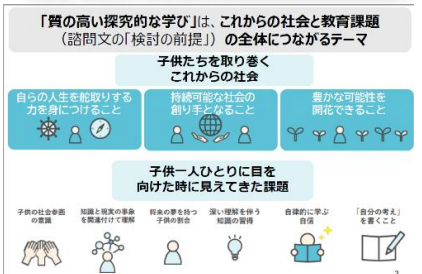 「質の高い探究的な学び」は、これからの社会と教育課題
（諮問文の「検討の前提」）の全体につながるテーマ
子供たちを取り巻く
これからの社会
自らの人生を舵取りする
力を身につけること
持続可能な社会の
創り手となること
豊かな可能性を
開花できること
子供一人ひとりに目を
向けた時に見えてきた課題
子供の社会参画
の意識
知識と現実の事象
を関連付けて理解
将来の夢を持つ
子供の割合
深い理解を伴う
知識の習得
自律的に学ぶ
自信
「自分の考え」
を書くこと